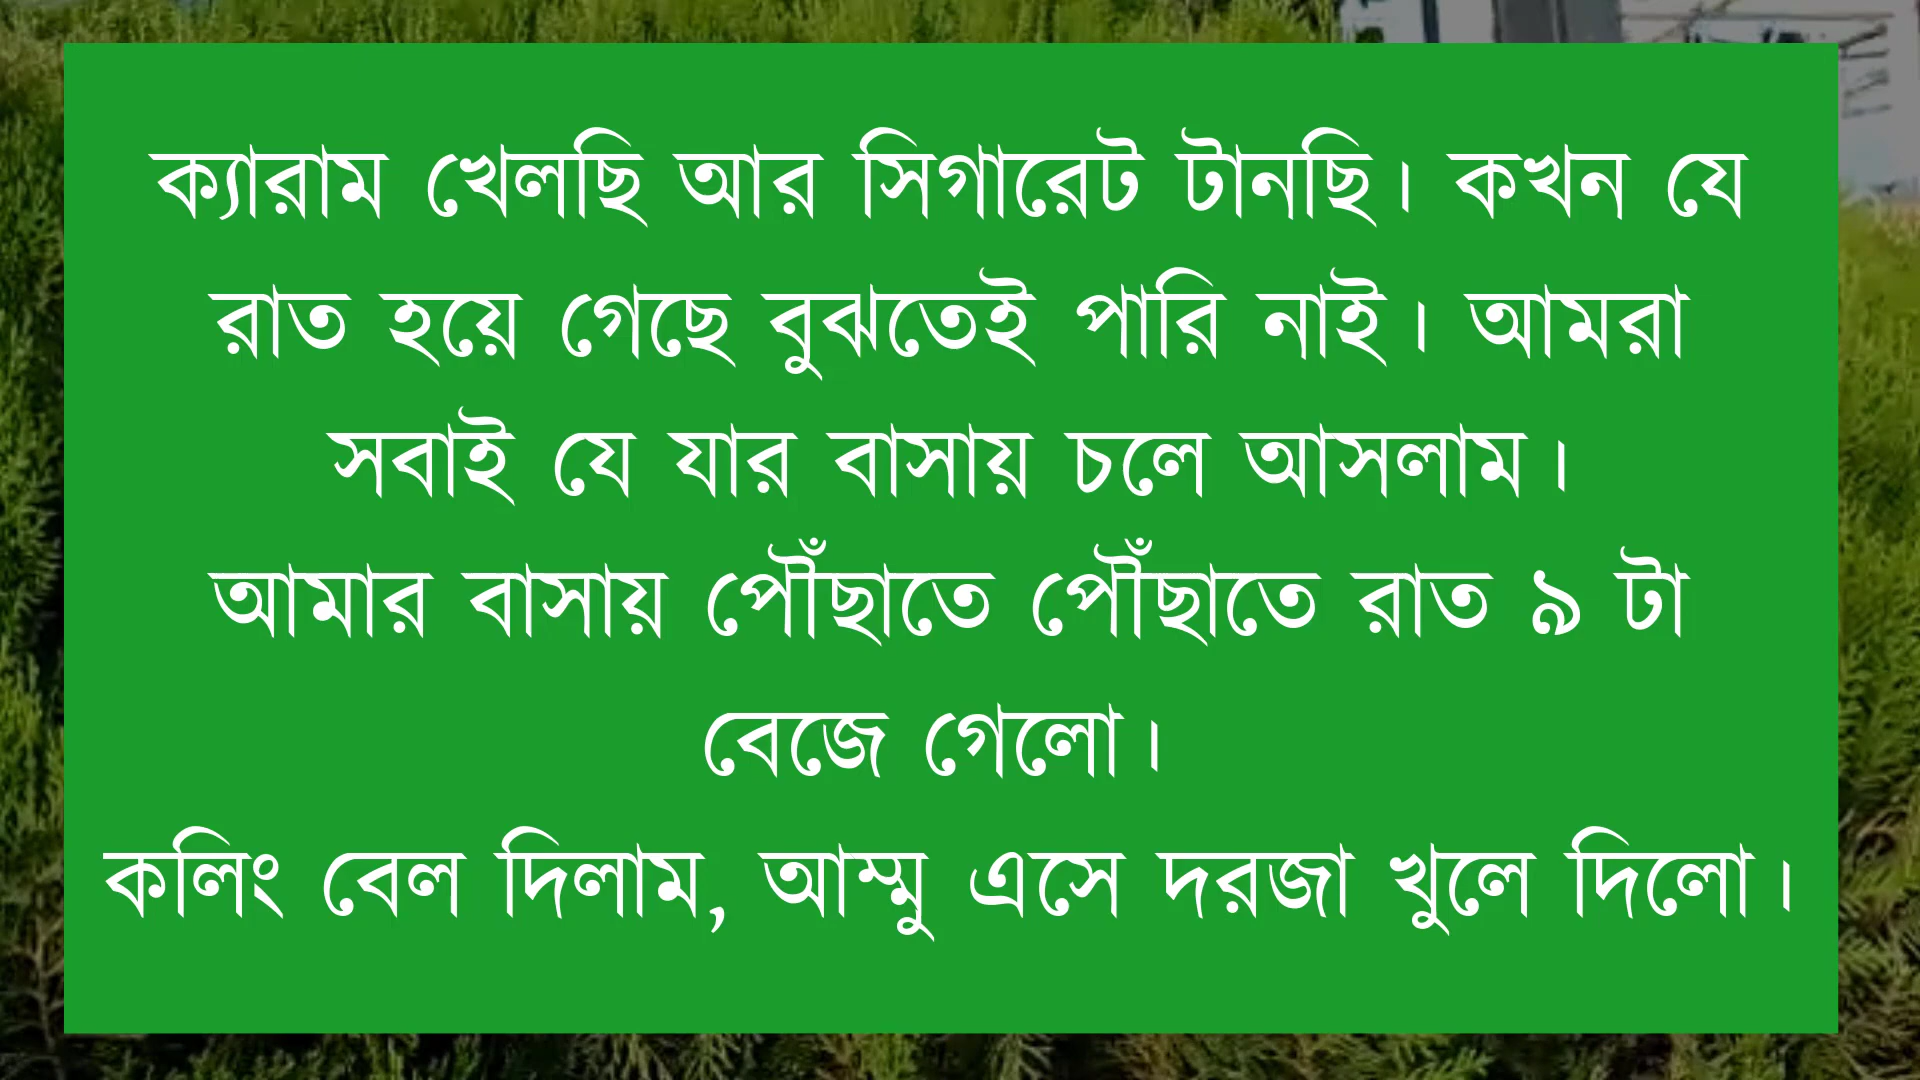 ক্যারাম খেলছি আর সিগারেট টানছি। কখন যে
রাত হয়ে গেছে বুঝতেই পারি নাই। আমরা
সবাই যে যার বাসায় চলে আসলাম।
আমার বাসায় পৌঁছাতে পৌঁছাতে রাত ৯ টা
বেজে গেলো।
কলিং বেল দিলাম, আম্মু এসে দরজা খুলে দিলো।